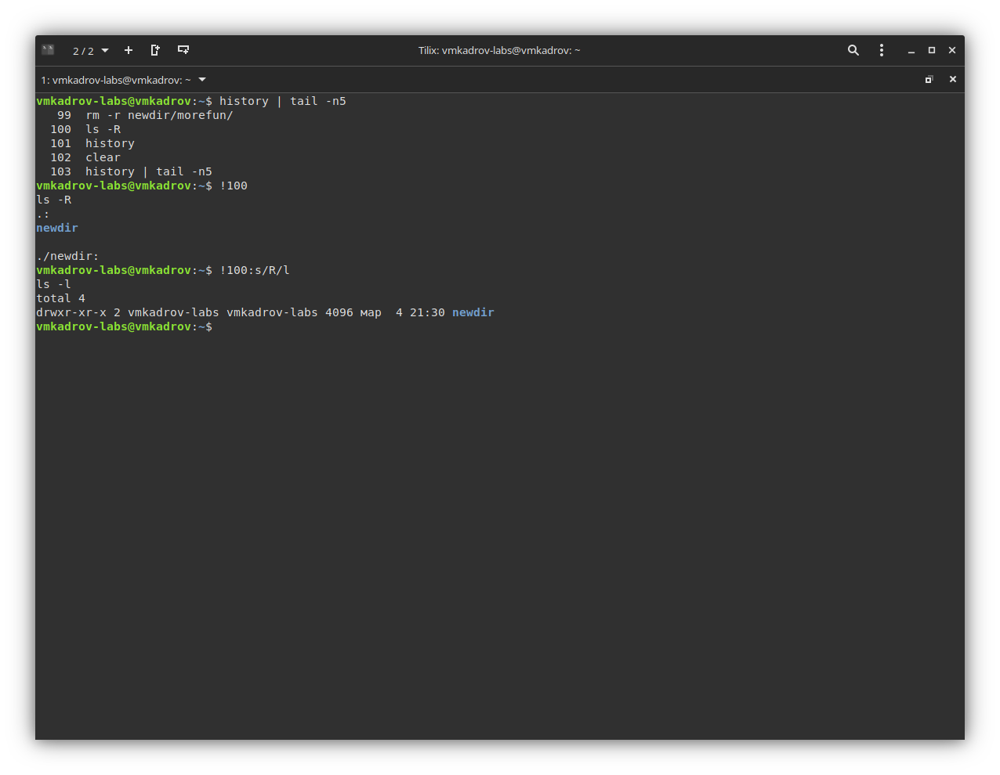 2 / 2
Tilix: vmkadrov-labs@vmkadrov: ~
1: vmkadrov-labs@vmkadrov: ~
vmkadrov-labs@vmkadrov:~$ history | tail -n5
   99  rm -r newdir/morefun/
  100  ls -R
  101  history
  102  clear
  103  history | tail -n5
vmkadrov-labs@vmkadrov:~$ !100
ls -R
.:
newdir

./newdir:
vmkadrov-labs@vmkadrov:~$ !100:s/R/l
ls -l
total 4
drwxr-xr-x 2 vmkadrov-labs vmkadrov-labs 4096 мар  4 21:30 newdir
vmkadrov-labs@vmkadrov:~$